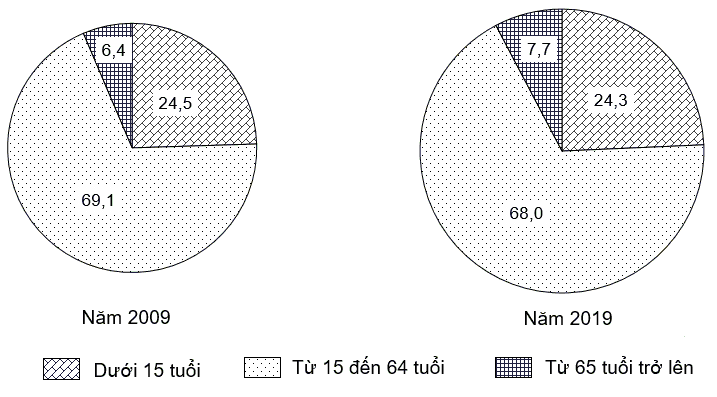 6,4
24,5
69,1
7,7
24,3
68,0
Năm 2009
Năm 2019
Dưới 15 tuổi
Từ 15 đến 64 tuổi
Từ 65 tuổi trở lên